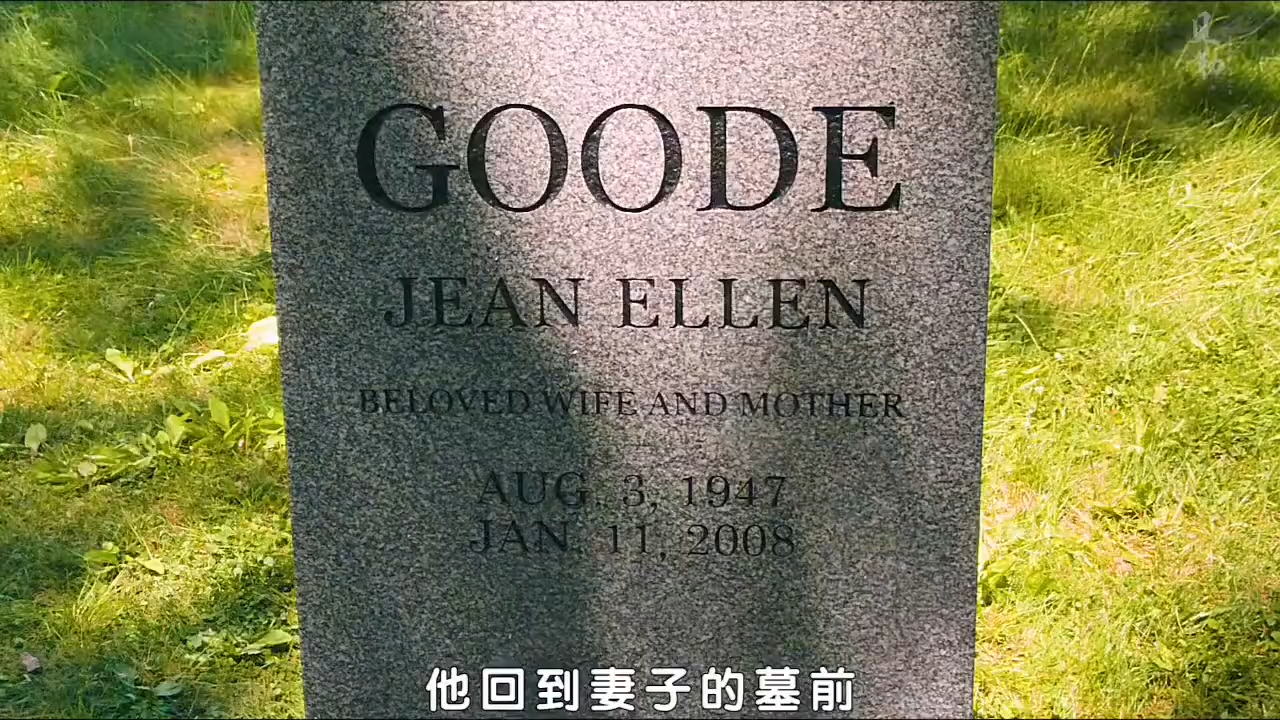 GOODE
JEAN ELLEN
BELOVED WIFE AND MOTHER
AUG. 3, 1947
JAN. 11, 2008
他回到妻子的墓前